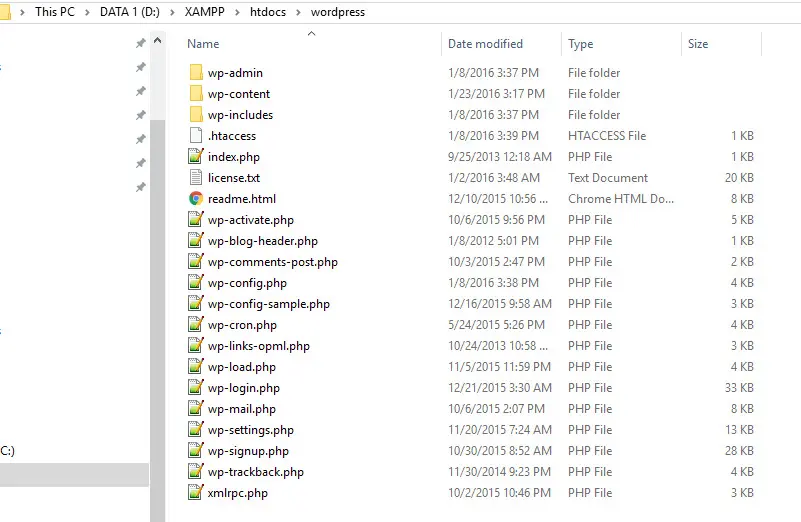 This PC > DATA 1 (D:) > XAMPP > htdocs > wordpress
Name Date modified Type Size
wp-admin 1/8/2016 3:37 PM File folder
wp-content 1/23/2016 3:17 PM File folder
wp-includes 1/8/2016 3:37 PM File folder
.htaccess 1/8/2016 3:39 PM HTACCESS File 1 KB
index.php 9/25/2013 12:18 AM PHP File 1 KB
license.txt 1/2/2016 3:48 AM Text Document 20 KB
readme.html 12/10/2015 10:56 ... Chrome HTML Do... 8 KB
wp-activate.php 10/6/2015 9:56 PM PHP File 5 KB
wp-blog-header.php 1/8/2012 5:01 PM PHP File 1 KB
wp-comments-post.php 10/3/2015 2:47 PM PHP File 2 KB
wp-config.php 1/8/2016 3:38 PM PHP File 4 KB
wp-config-sample.php 12/16/2015 9:58 AM PHP File 3 KB
wp-cron.php 5/24/2015 5:26 PM PHP File 4 KB
wp-links-opml.php 10/24/2013 10:58 ... PHP File 3 KB
wp-load.php 11/5/2015 11:59 PM PHP File 4 KB
wp-login.php 12/21/2015 3:30 AM PHP File 33 KB
wp-mail.php 10/6/2015 2:07 PM PHP File 8 KB
wp-settings.php 11/20/2015 7:24 AM PHP File 13 KB
C:)
wp-signup.php 10/30/2015 8:52 AM PHP File 28 KB
wp-trackback.php 11/30/2014 9:23 PM PHP File 4 KB
xmlrpc.php 10/2/2015 10:46 PM PHP File 3 KB